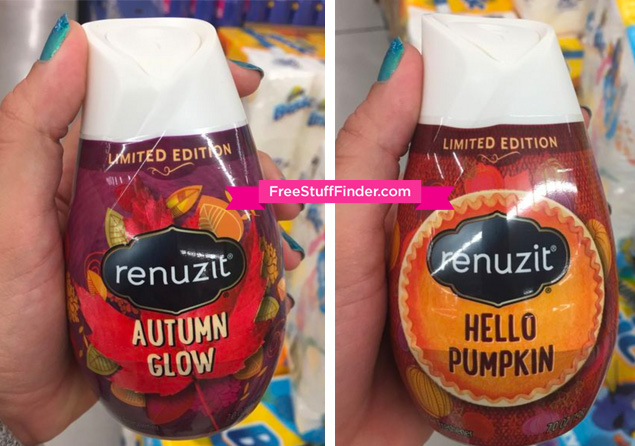 LIMITED EDITION
renuzit®
AUTUMN
GLOW
FreeStuffFinder.com
LIMITED EDITION
renuzit®
HELLO
PUMPKIN